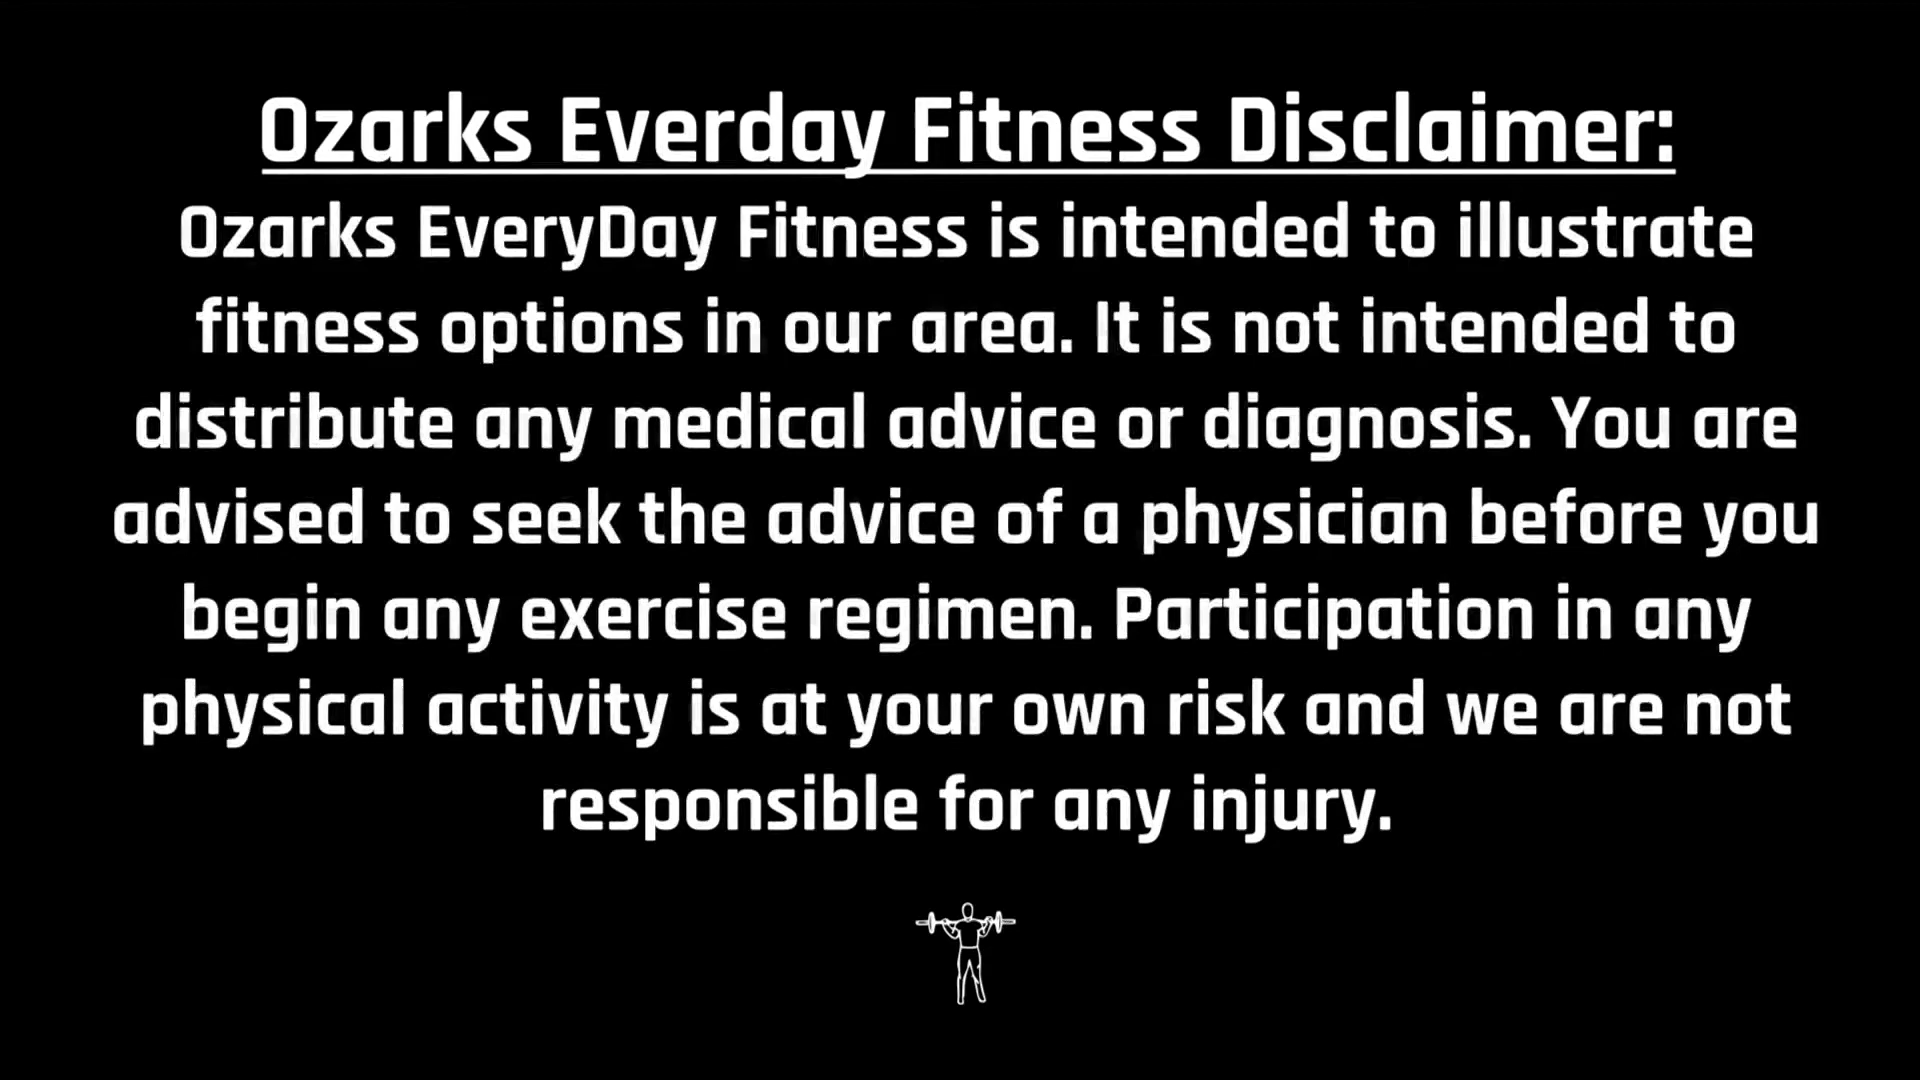 Ozarks Everday Fitness Disclaimer:
Ozarks EveryDay Fitness is intended to illustrate
fitness options in our area. It is not intended to
distribute any medical advice or diagnosis. You are
advised to seek the advice of a physician before you
begin any exercise regimen. Participation in any
physical activity is at your own risk and we are not
responsible for any injury.